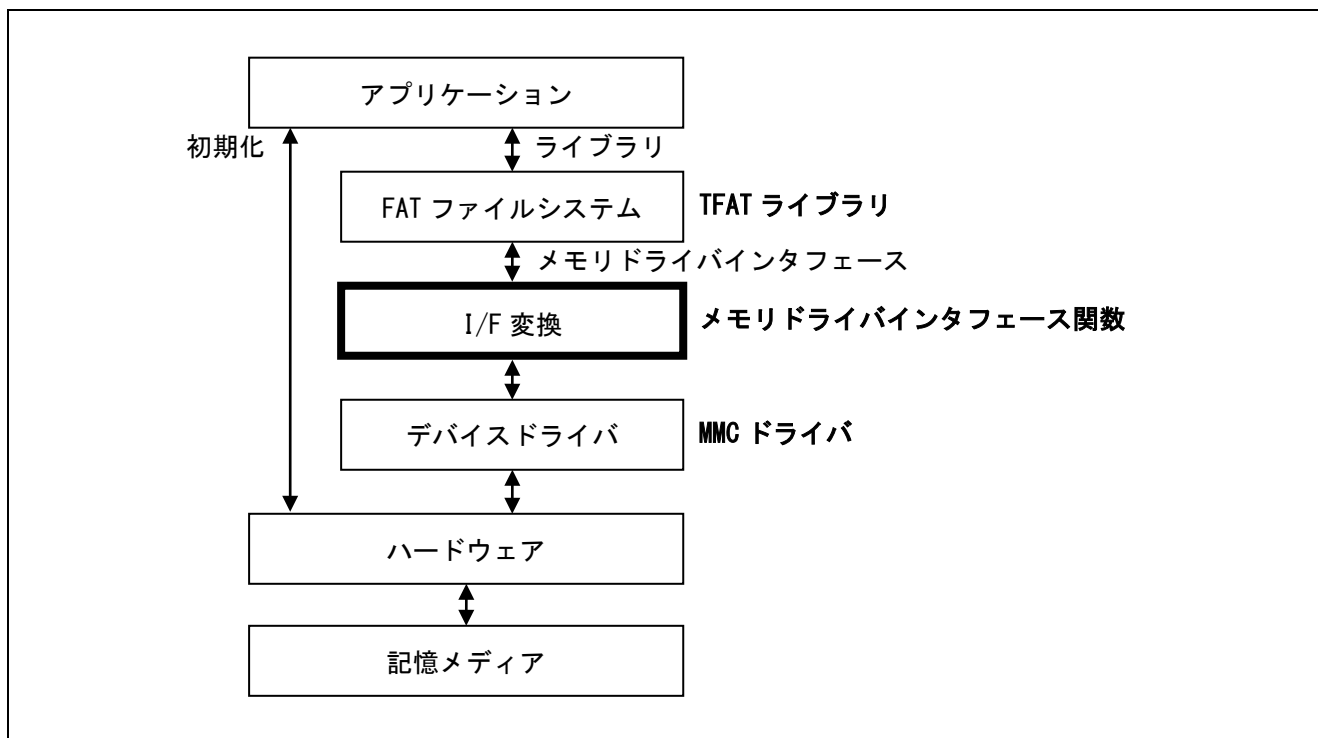 アプリケーション
初期化
ライブラリ
FAT ファイルシステム
TFAT ライブラリ
メモリドライバインタフェース
I/F 変換
メモリドライバインタフェース関数
デバイスドライバ
MMC ドライバ
ハードウェア
記憶メディア